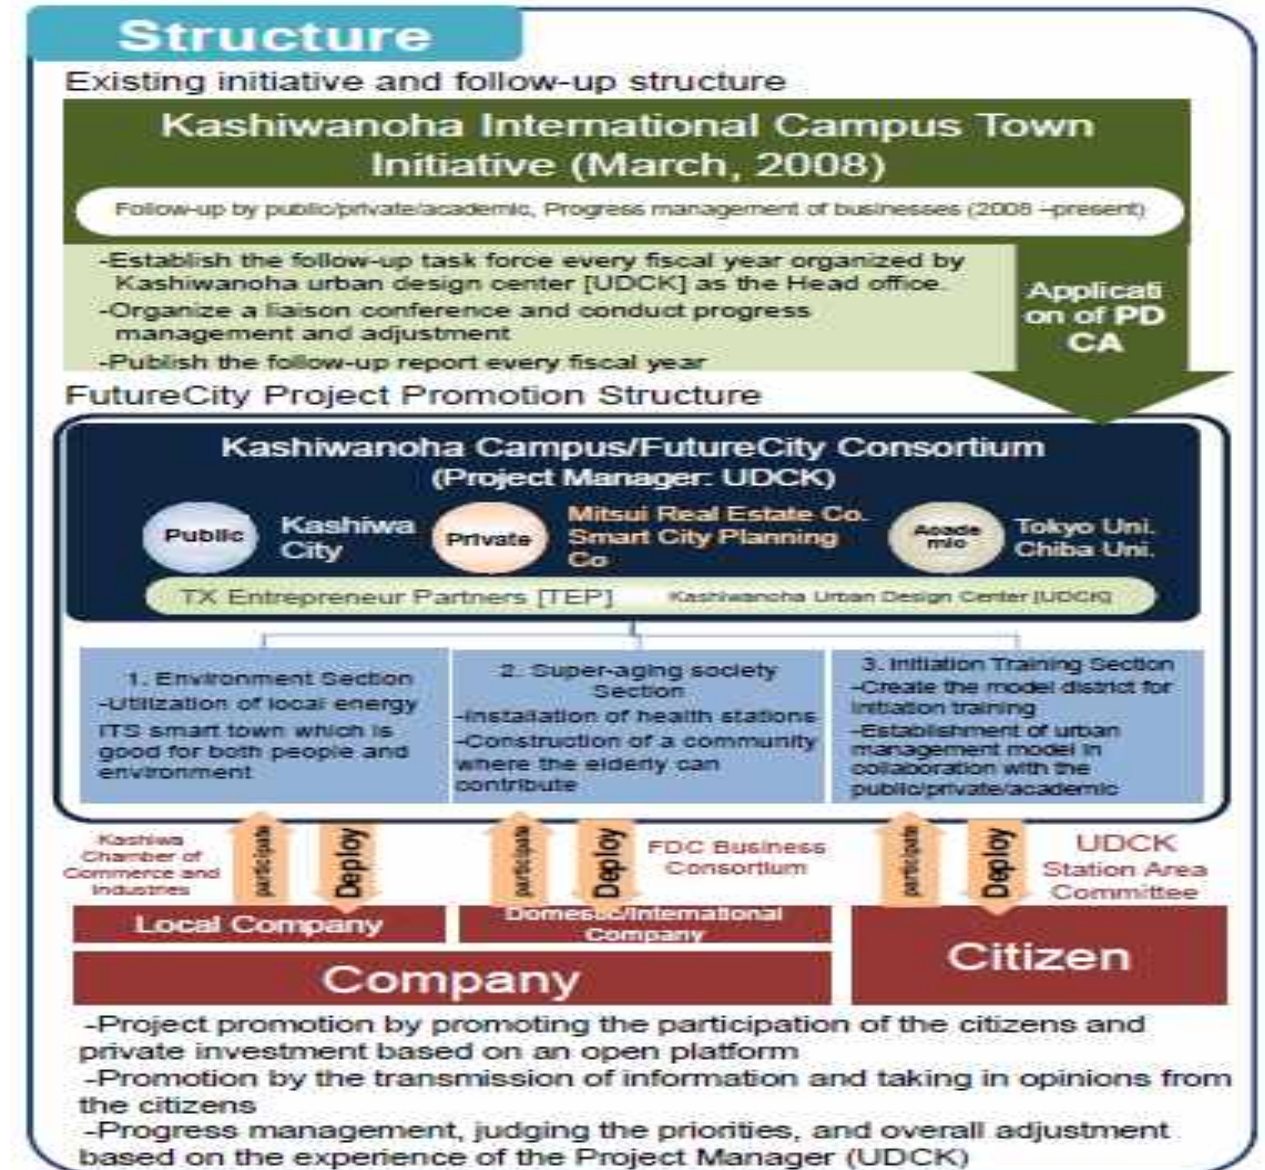 Structure
Existing initiative and follow-up structure
Kashiwanoha International Campus Town
Initiative (March, 2008)
Follow-up by public/private/academic, Progress management of businesses (2008 –present)
-Establish the follow-up task force every fiscal year organized by
Kashiwanoha urban design center [UDCK] as the Head office.
-Organize a liaison conference and conduct progress
management and adjustment
-Publish the follow-up report every fiscal year
Applicati
on of PD
CA
FutureCity Project Promotion Structure
Kashiwanoha Campus/FutureCity Consortium
(Project Manager: UDCK)
Public
Kashiwa
City
Private
Mitsui Real Estate Co.
Smart City Planning
Co
Acade
mic
Tokyo Uni.
Chiba Uni.
TX Entrepreneur Partners [TEP]
Kashiwanoha Urban Design Center [UDCK]
1. Environment Section
-Utilization of local energy
ITS smart town which is
good for both people and
environment
2. Super-aging society
Section
-Installation of health stations
-Construction of a community
where the elderly can
contribute
3. Initiation Training Section
-Create the model district for
initiation training
-Establishment of urban
management model in
collaboration with the
public/private/academic
Kashiwa
Chamber of
Commerce and
Industries
participate
Deploy
participate
Deploy
FDC Business
Consortium
participate
Deploy
UDCK
Station Area
Committee
Local Company
Domestic/International
Company
Company
Citizen
-Project promotion by promoting the participation of the citizens and
private investment based on an open platform
-Promotion by the transmission of information and taking in opinions from
the citizens
-Progress management, judging the priorities, and overall adjustment
based on the experience of the Project Manager (UDCK)